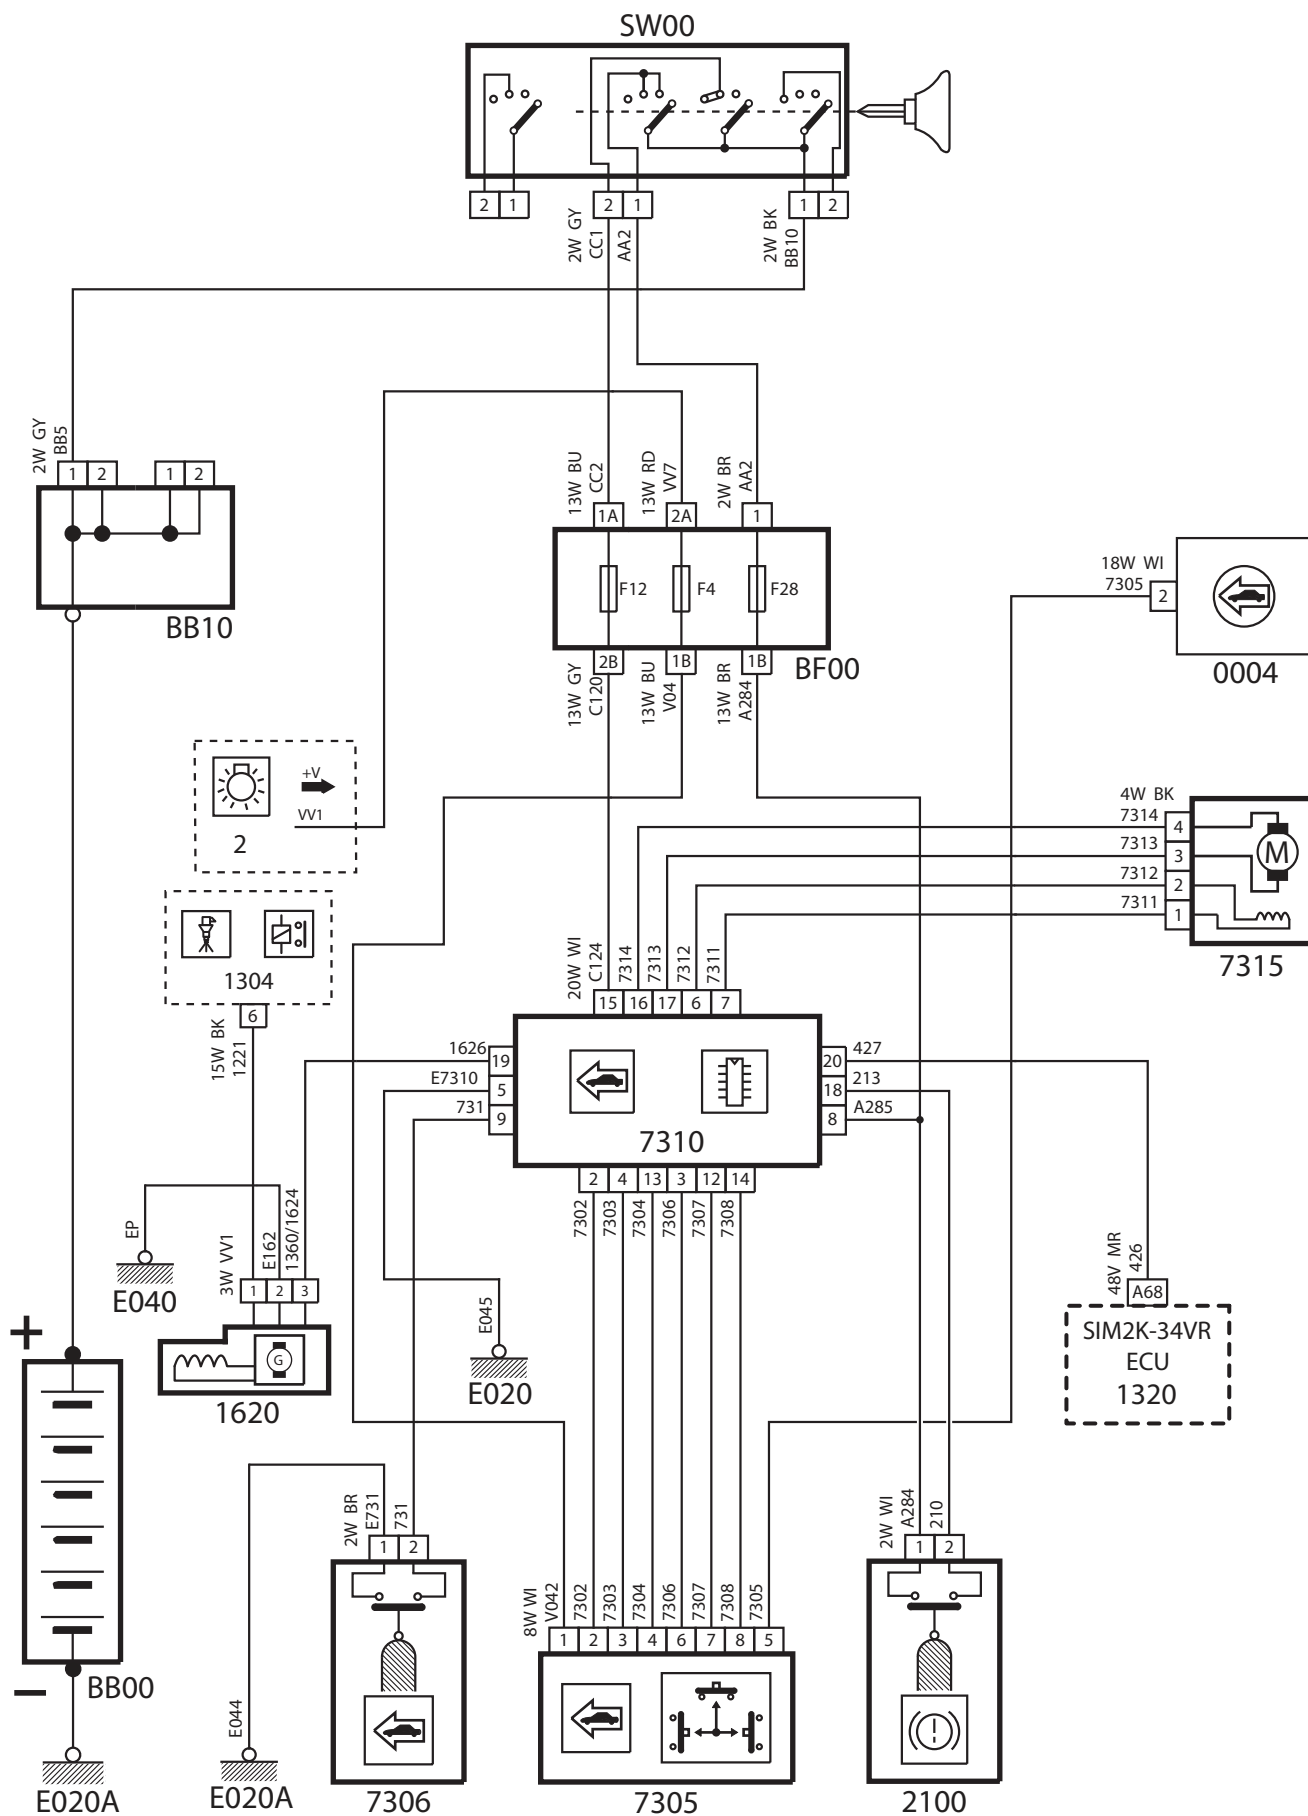 SW00
2 1
2 1
1 2
2W GY
CC1
AA2
2W BK
BB10
2W GY
BB5
1 2
1 2
BB10
13W BU
CC2
13W RD
VV7
2W BR
AA2
1A
2A
1
F12
F4
F28
2B
1B
1B
BF00
13W GY
C120
13W BU
V04
13W BR
A284
18W WI
7305
2
0004
+V
VV1
2
4W BK
7314
4
7313
3
7312
2
7311
1
M
7315
1304
6
15W BK
1221
20W WI
C124
7314
7313
7312
7311
15 16 17 6 7
1626
19
E7310
5
731
9
20
427
18
213
8
A285
7310
2 4 13 3 12 14
7302
7303
7304
7306
7307
7308
EP
E040
3W VV1
E162
1360/1624
1 2 3
G
1620
E045
E020
48V MR
426
A68
SIM2K-34VR
ECU
1320
+
–
BB00
E020A
E044
E020A
2W BR
E731
731
1 2
7306
8W WI
V042
7302
7303
7304
7306
7307
7308
7305
1 2 3 4 6 7 8 5
7305
2W WI
A284
210
1 2
2100